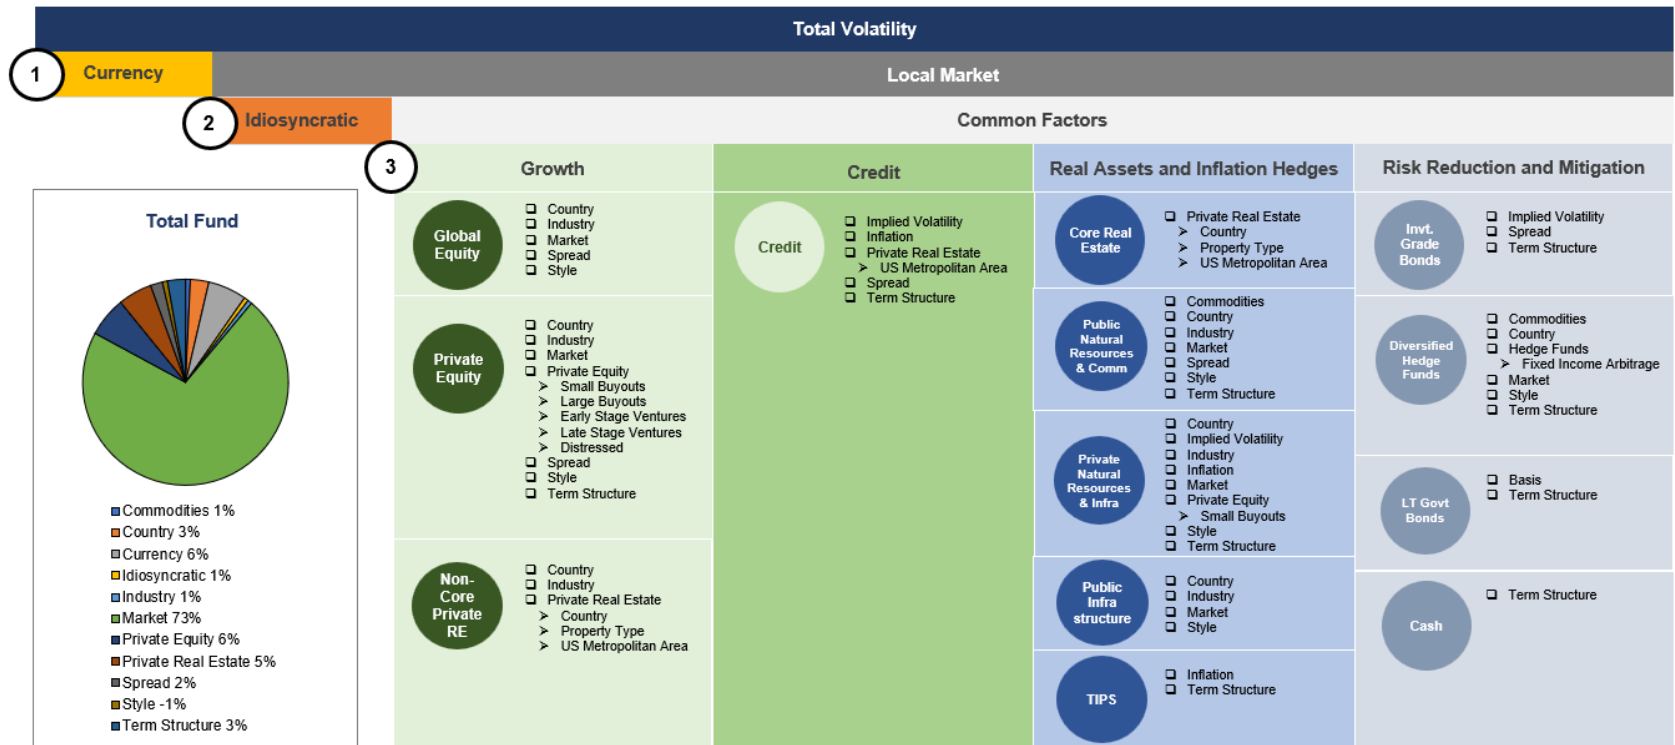 Total Volatility
1
Currency
Local Market
2
Idiosyncratic
Common Factors
3
Growth
Credit
Real Assets and Inflation Hedges
Risk Reduction and Mitigation
Total Fund
Commodities 1%
Country 3%
Currency 6%
Idiosyncratic 1%
Industry 1%
Market 73%
Private Equity 6%
Private Real Estate 5%
Spread 2%
Style -1%
Term Structure 3%
Global
Equity
Country
Industry
Market
Spread
Style
Private
Equity
Country
Industry
Market
Private Equity
Small Buyouts
Large Buyouts
Early Stage Ventures
Late Stage Ventures
Distressed
Spread
Style
Term Structure
Non-
Core
Private
RE
Country
Industry
Private Real Estate
Country
Property Type
US Metropolitan Area
Credit
Implied Volatility
Inflation
Private Real Estate
US Metropolitan Area
Spread
Term Structure
Core Real
Estate
Private Real Estate
Country
Property Type
US Metropolitan Area
Public
Natural
Resources
& Comm
Commodities
Country
Industry
Market
Spread
Style
Term Structure
Private
Natural
Resources
& Infra
Country
Implied Volatility
Industry
Inflation
Market
Private Equity
Small Buyouts
Style
Term Structure
Public
Infra
structure
Country
Industry
Market
Style
TIPS
Inflation
Term Structure
Invt.
Grade
Bonds
Implied Volatility
Spread
Term Structure
Diversified
Hedge
Funds
Commodities
Country
Hedge Funds
Fixed Income Arbitrage
Market
Style
Term Structure
LT Govt
Bonds
Basis
Term Structure
Cash
Term Structure